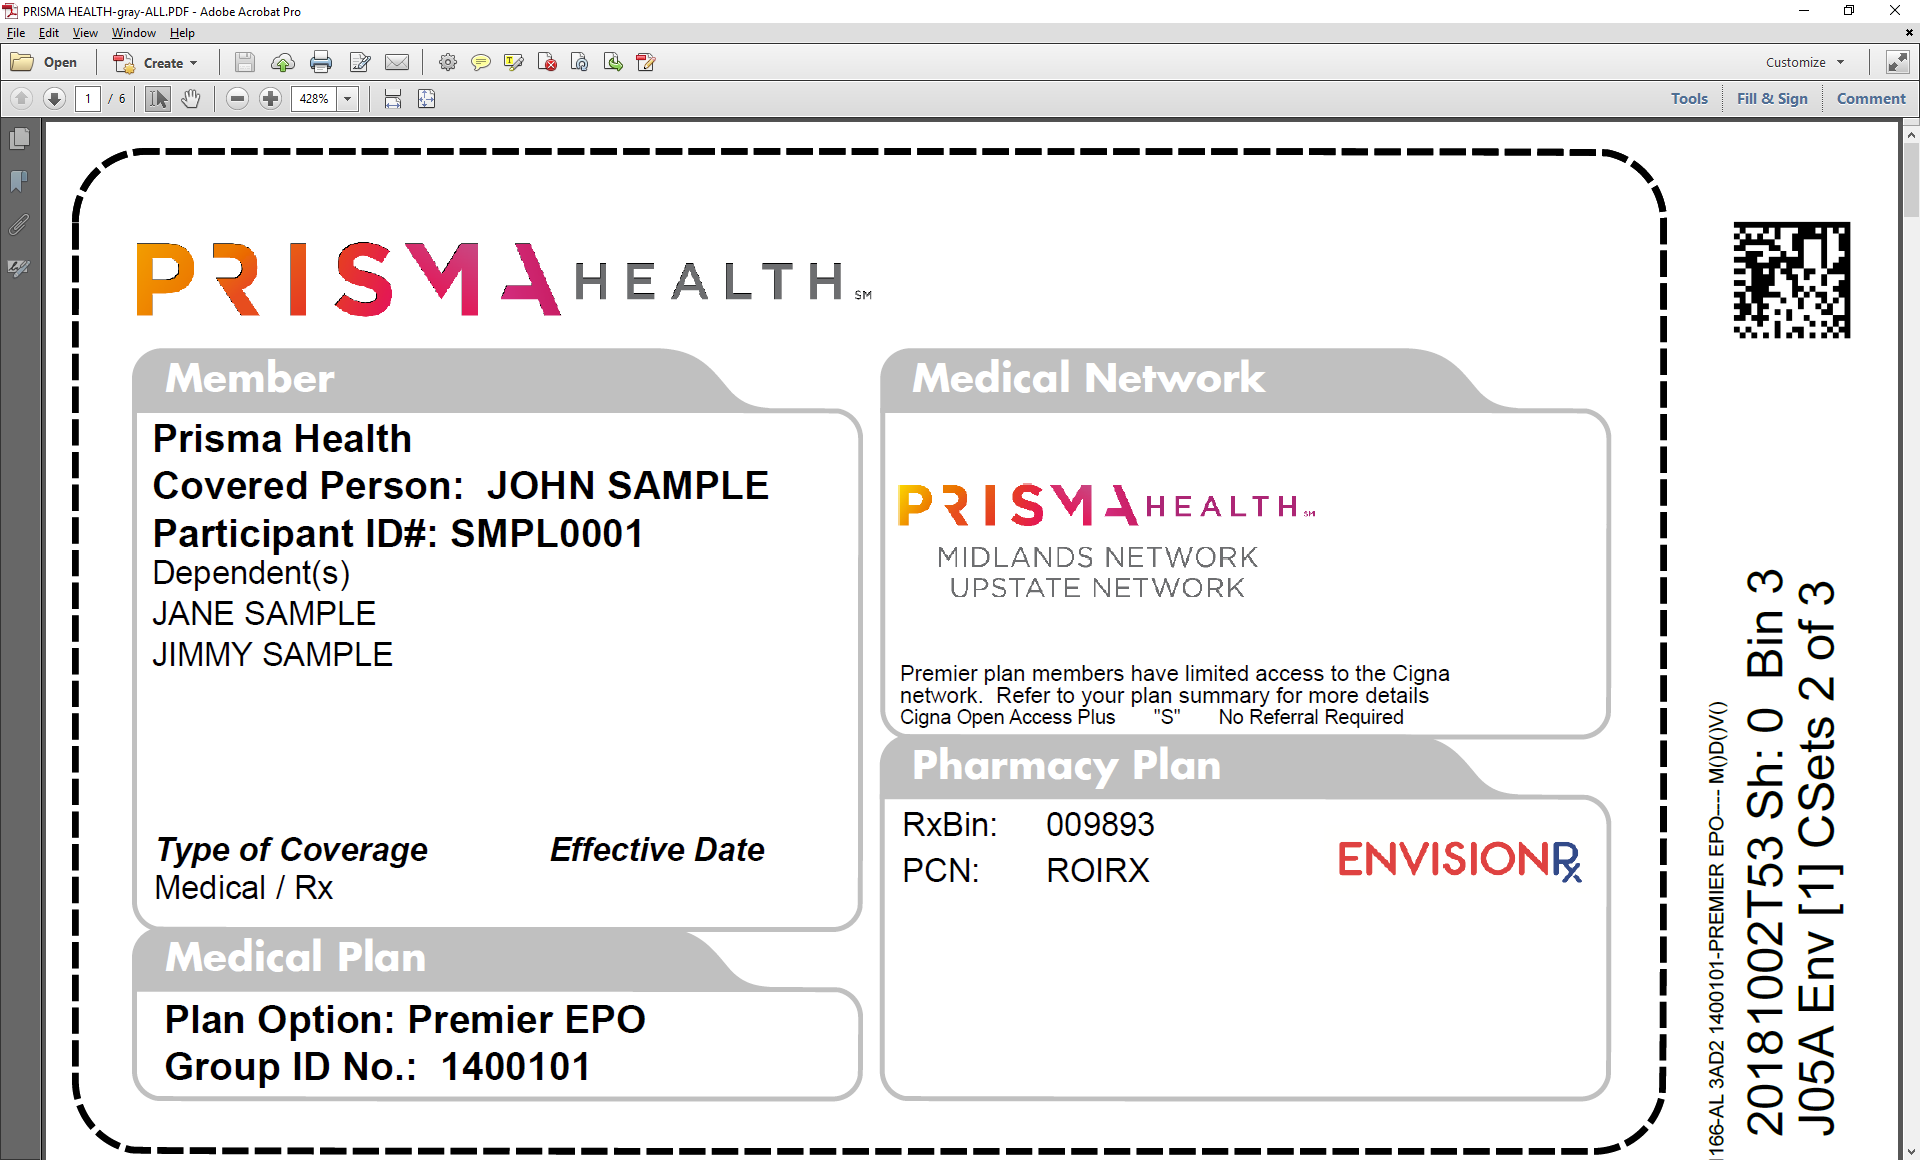 PRISMA HEALTH-gray-ALL.PDF - Adobe Acrobat Pro
File Edit View Window Help
Open Create Customize
1 / 6 428% Tools Fill & Sign Comment
PRISMA HEALTH SM
Member
Prisma Health
Covered Person: JOHN SAMPLE
Participant ID#: SMPL0001
Dependent(s)
JANE SAMPLE
JIMMY SAMPLE
Type of Coverage Effective Date
Medical / Rx
Medical Plan
Plan Option: Premier EPO
Group ID No.: 1400101
Medical Network
PRISMA HEALTH SM
MIDLANDS NETWORK
UPSTATE NETWORK
Premier plan members have limited access to the Cigna
network. Refer to your plan summary for more details
Cigna Open Access Plus "S" No Referral Required
Pharmacy Plan
RxBin: 009893
PCN: ROIRX
ENVISIONRx
166-AL 3AD2 1400101-PREMIER EPO---- M()D()V()
20181002T53 Sh: 0 Bin 3
J05A Env [1] CSets 2 of 3